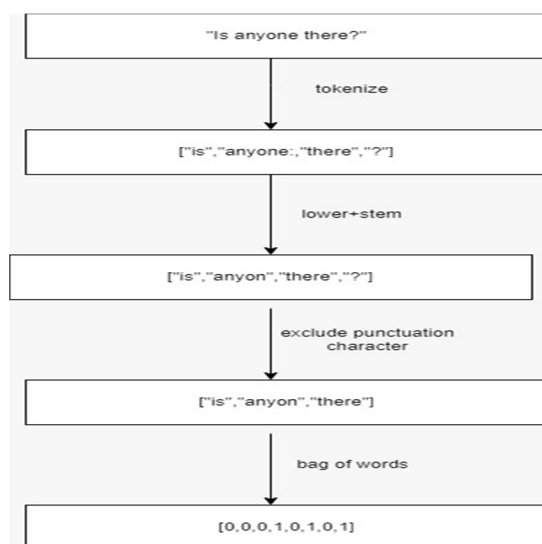 "Is anyone there?"
tokenize
["is","anyone:,"there","?"]
lower+stem
["is","anyon","there","?"]
exclude punctuation
character
["is","anyon","there"]
bag of words
[0,0,0,1,0,1,0,1]